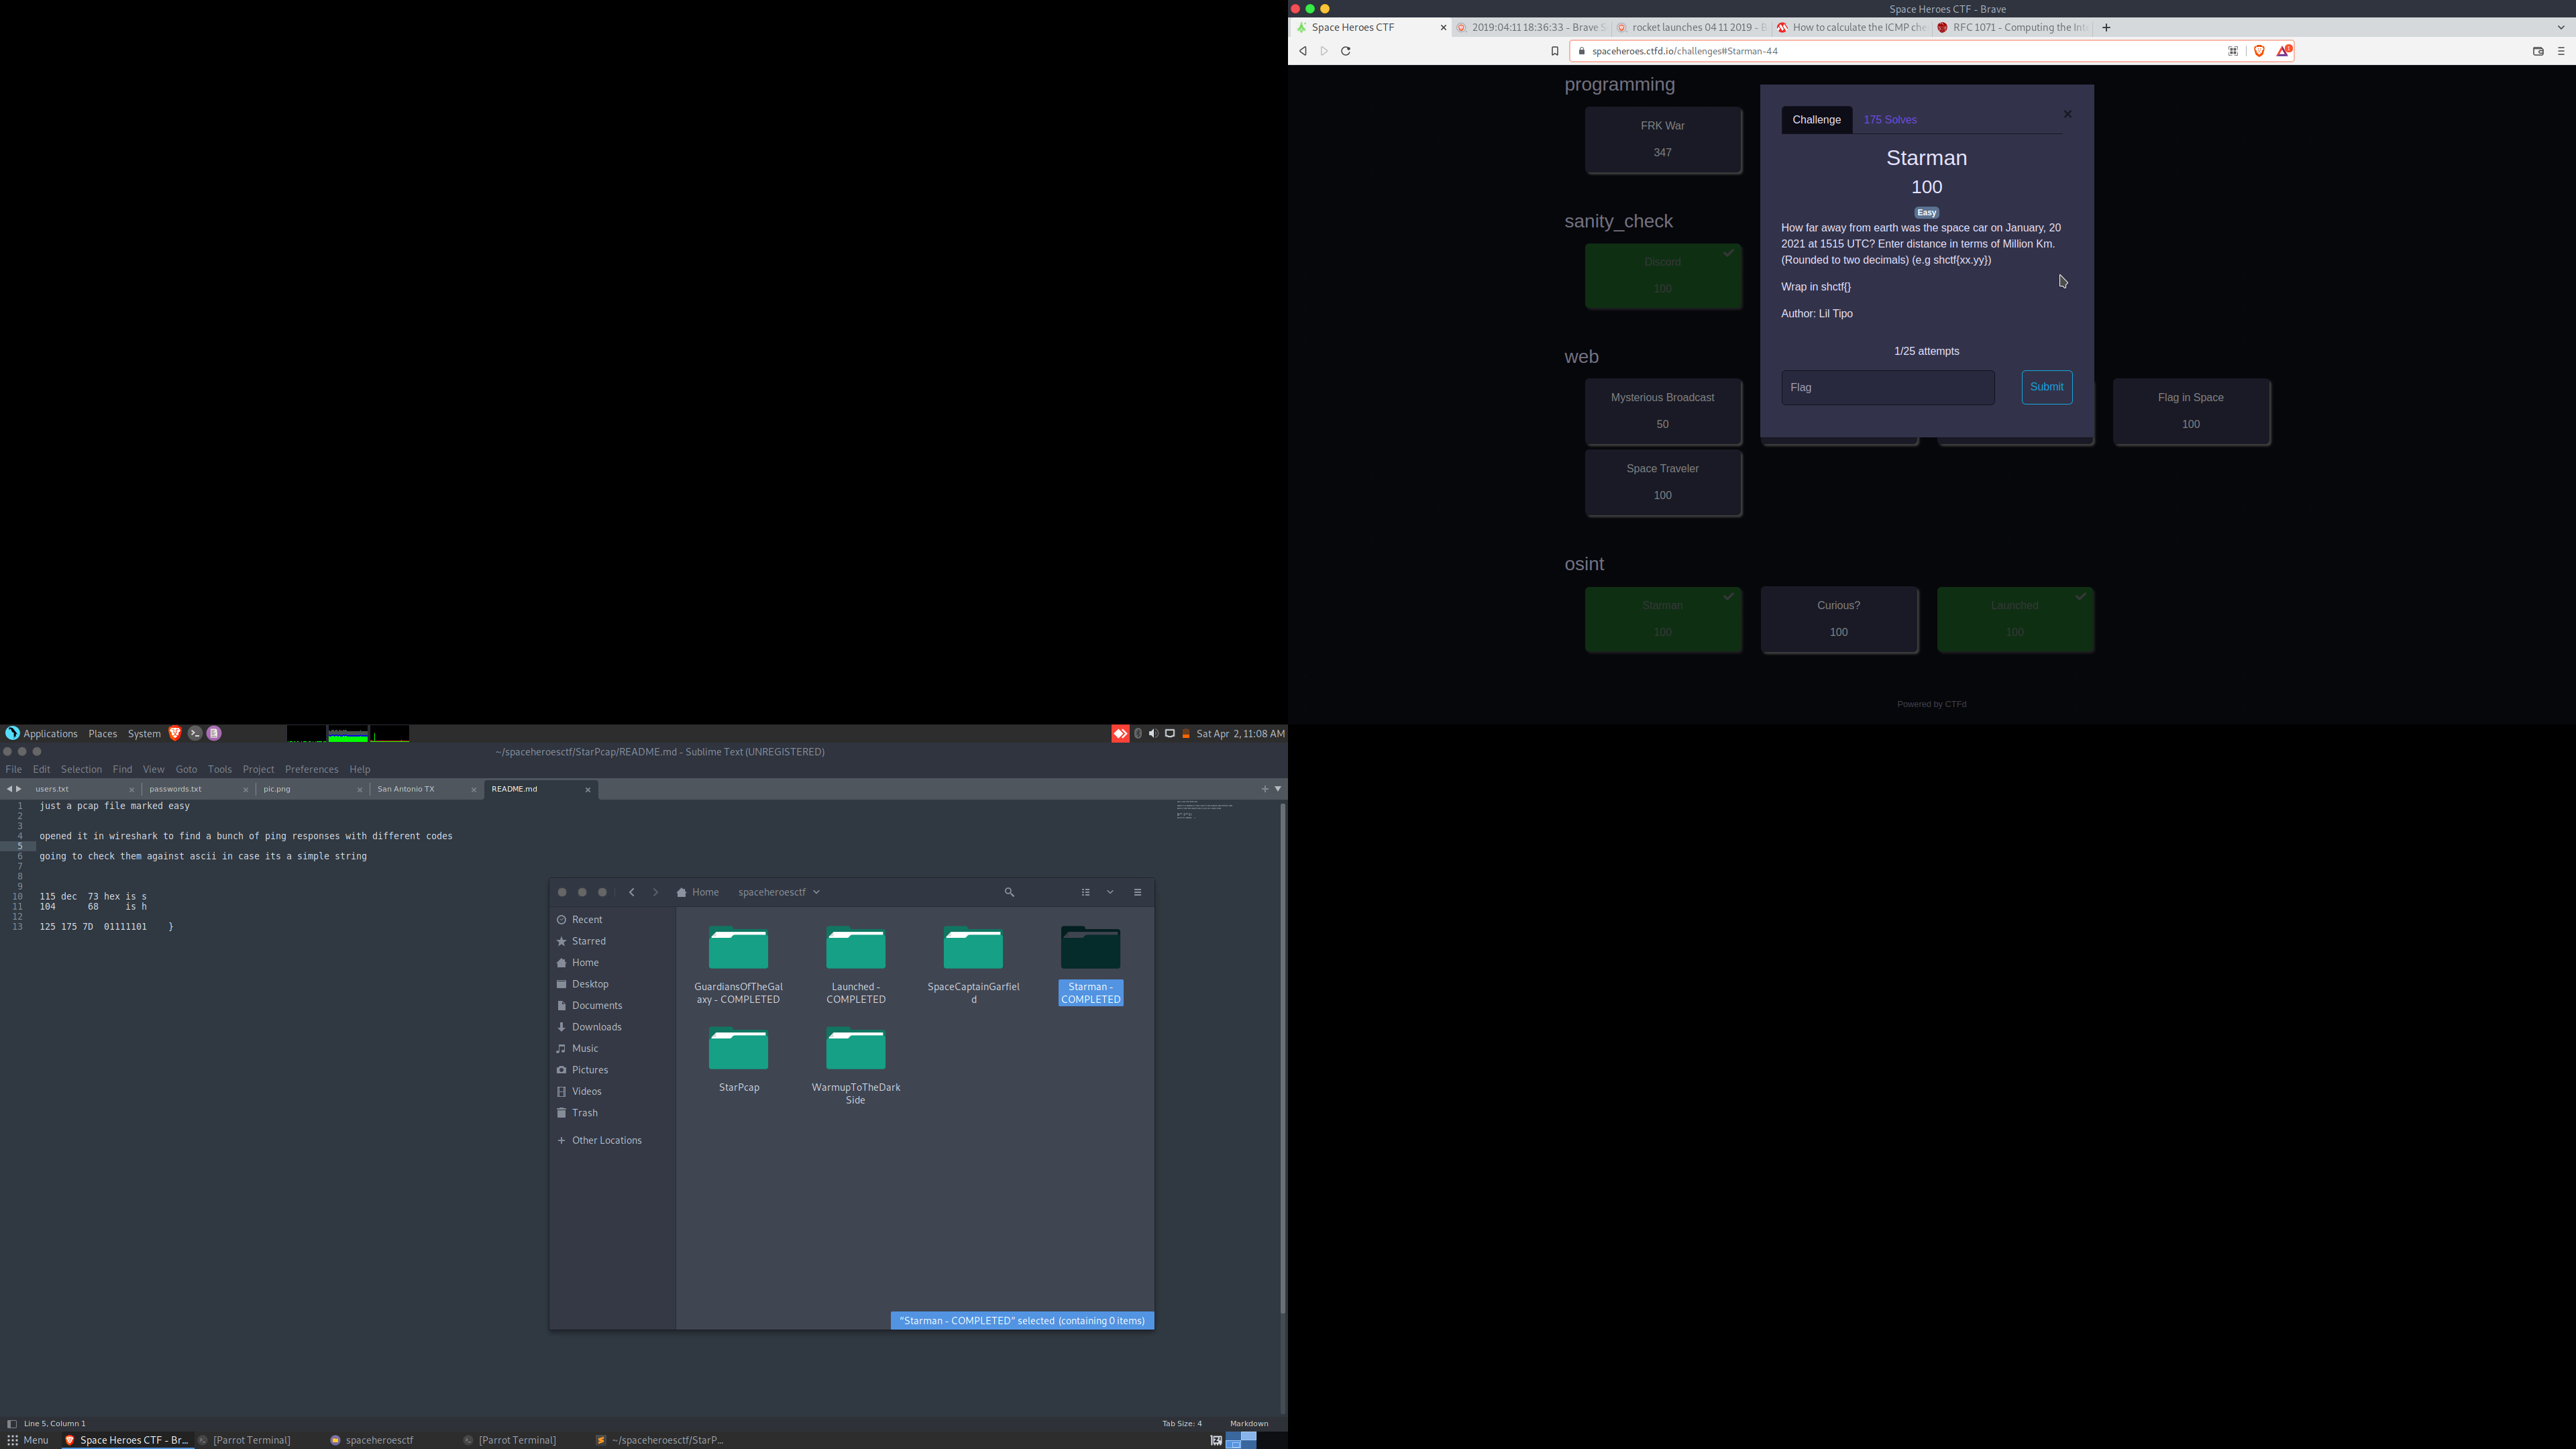 Space Heroes CTF - Brave
Space Heroes CTF
2019:04:11 18:36:33 - Brave S
rocket launches 04 11 2019 - B
How to calculate the ICMP che
RFC 1071 - Computing the Inte
spaceheroes.ctfd.io/challenges#Starman-44
programming
FRK War
347
sanity_check
Discord
100
web
Mysterious Broadcast
50
Flag in Space
100
Space Traveler
100
osint
Starman
100
Curious?
100
Launched
100
Powered by CTFd
Challenge
175 Solves
Starman
100
Easy
How far away from earth was the space car on January, 20
2021 at 1515 UTC? Enter distance in terms of Million Km.
(Rounded to two decimals) (e.g shctf{xx.yy})
Wrap in shctf{}
Author: Lil Tipo
1/25 attempts
Flag
Submit
Applications Places System
Sat Apr 2, 11:08 AM
~/spaceheroesctf/StarPcap/README.md - Sublime Text (UNREGISTERED)
File Edit Selection Find View Goto Tools Project Preferences Help
users.txt
passwords.txt
pic.png
San Antonio TX
README.md
1 just a pcap file marked easy
2
3
4 opened it in wireshark to find a bunch of ping responses with different codes
5
6 going to check them against ascii in case its a simple string
7
8
9
10 115 dec 73 hex is s
11 104 68 is h
12
13 125 175 7D 01111101 }
Home spaceheroesctf
Recent
Starred
Home
Desktop
Documents
Downloads
Music
Pictures
Videos
Trash
Other Locations
GuardiansOfTheGal
axy - COMPLETED
Launched -
COMPLETED
SpaceCaptainGarfiel
d
Starman -
COMPLETED
StarPcap
WarmupToTheDark
Side
"Starman - COMPLETED" selected (containing 0 items)
Line 5, Column 1
Tab Size: 4
Markdown
Menu
Space Heroes CTF - Br...
[Parrot Terminal]
spaceheroesctf
[Parrot Terminal]
~/spaceheroesctf/StarP...